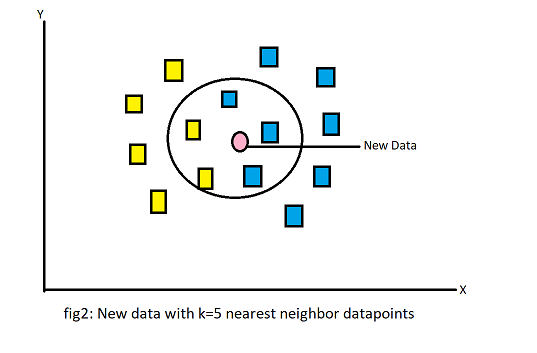 Y
New Data
X
fig2: New data with k=5 nearest neighbor datapoints